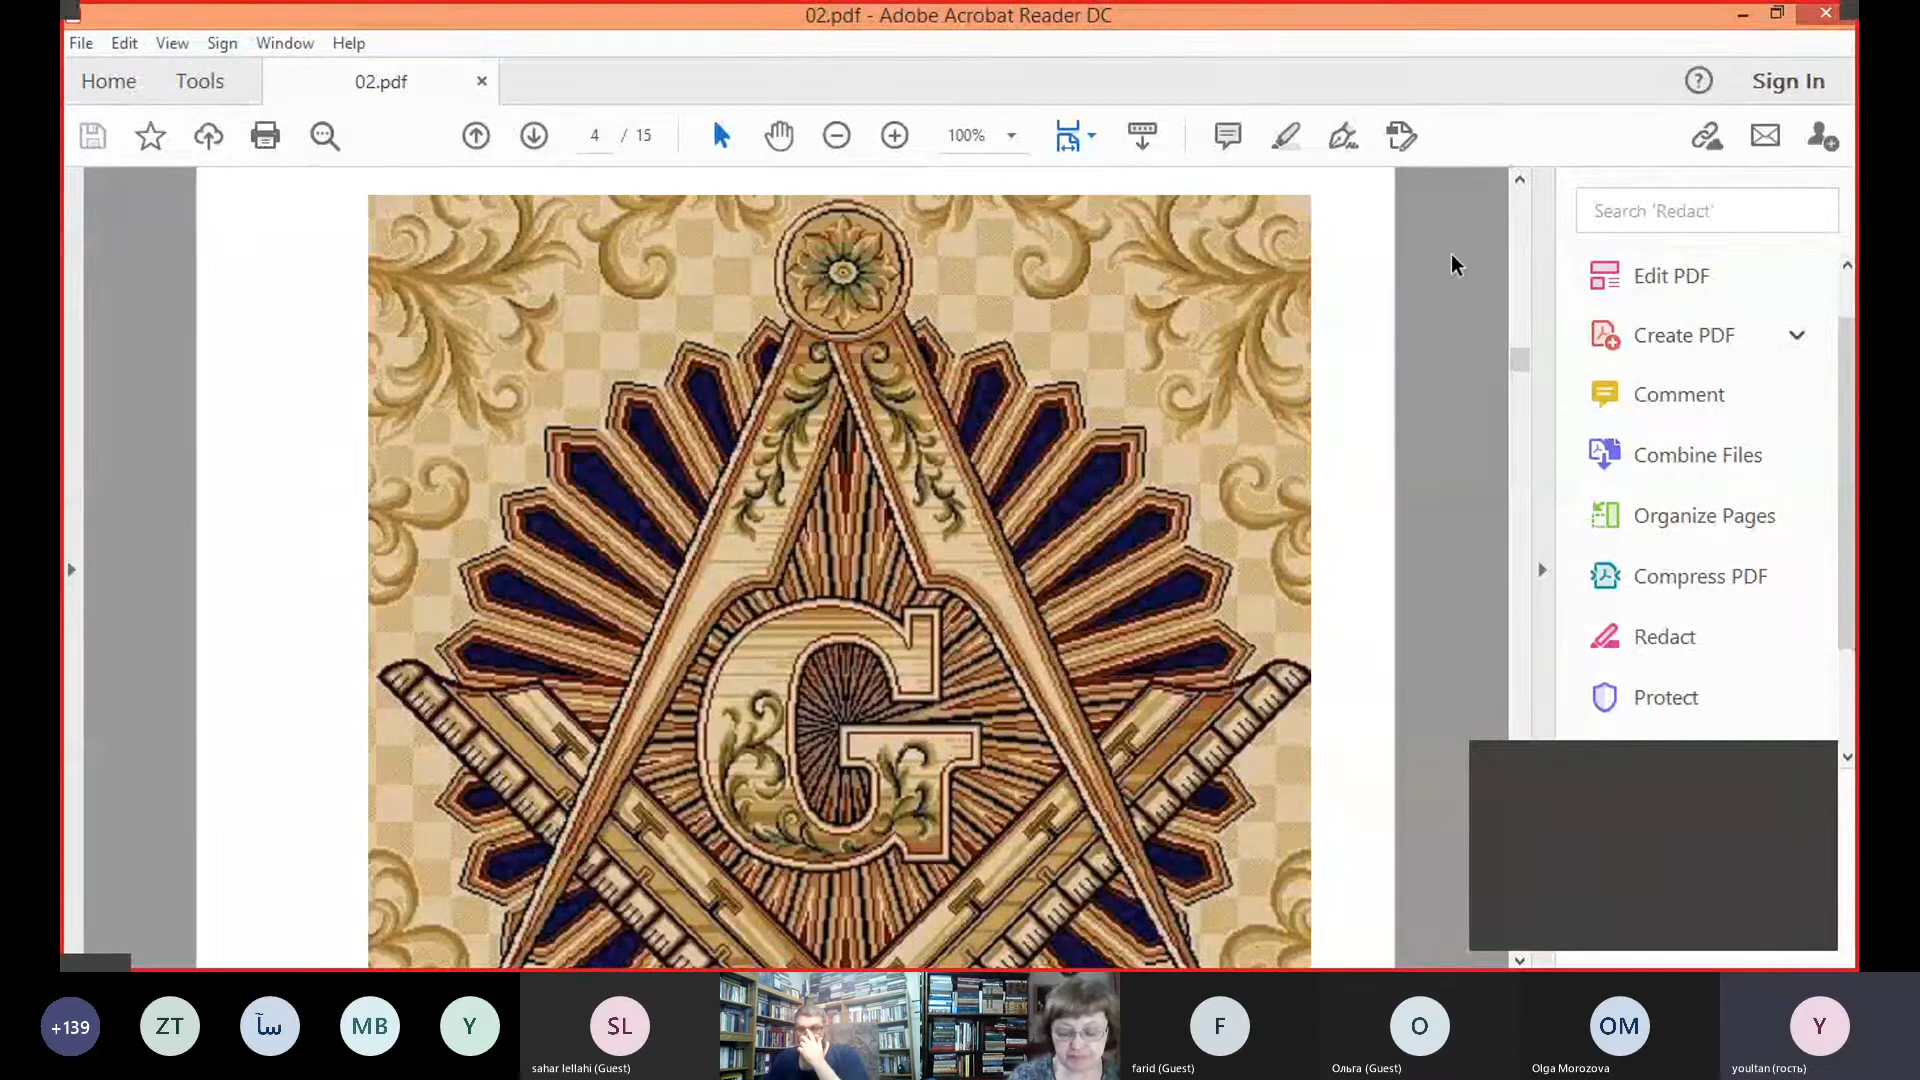 02.pdf - Adobe Acrobat Reader DC
File Edit View Sign Window Help
Home Tools 02.pdf Sign In
4 / 15 100%
Search 'Redact'
Edit PDF
Create PDF
Comment
Combine Files
Organize Pages
Compress PDF
Redact
Protect
G
+139 ZT سآ MB Y SL F O OM Y
sahar lellahi (Guest) farid (Guest) Ольга (Guest) Olga Morozova youltan (гость)